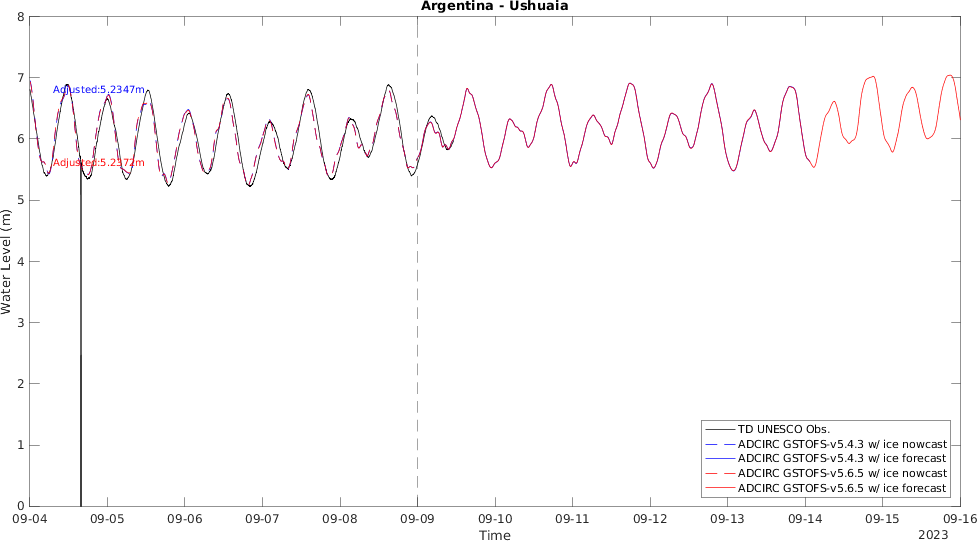 Argentina - Ushuaia
8
7
6
5
4
3
2
1
0
Water Level (m)
Adjusted:5.2347m
Adjusted:5.2372m
TD UNESCO Obs.
ADCIRC GSTOFS-v5.4.3 w/ ice nowcast
ADCIRC GSTOFS-v5.4.3 w/ ice forecast
ADCIRC GSTOFS-v5.6.5 w/ ice nowcast
ADCIRC GSTOFS-v5.6.5 w/ ice forecast
09-04 09-05 09-06 09-07 09-08 09-09 09-10 09-11 09-12 09-13 09-14 09-15 09-16
Time
2023